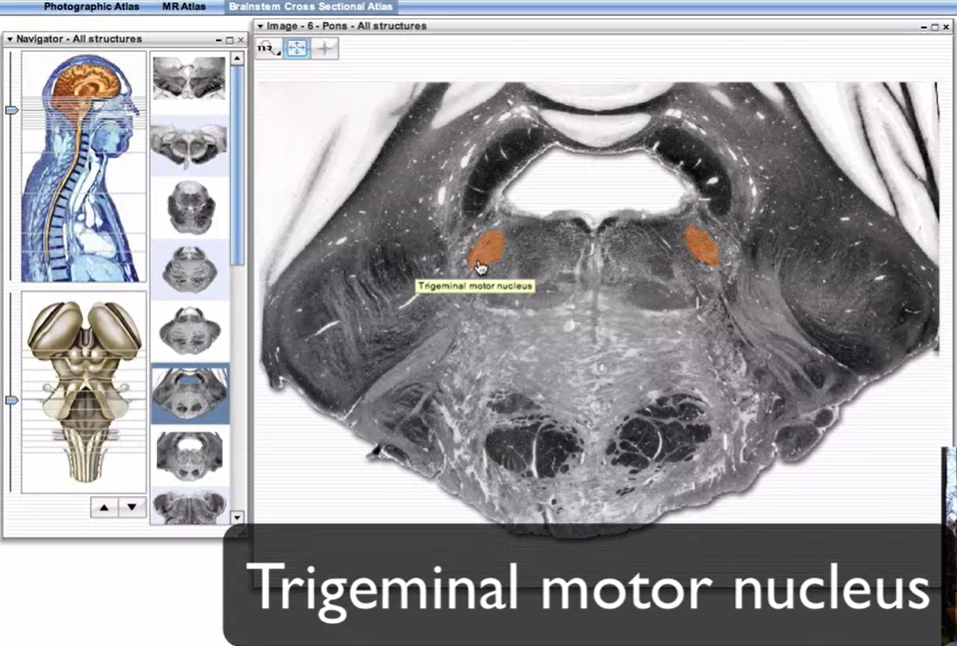 Photographic Atlas MR Atlas Brainstem Cross Sectional Atlas
Navigator - All structures
Image - 6 - Pons - All structures
Trigeminal motor nucleus
Trigeminal motor nucleus